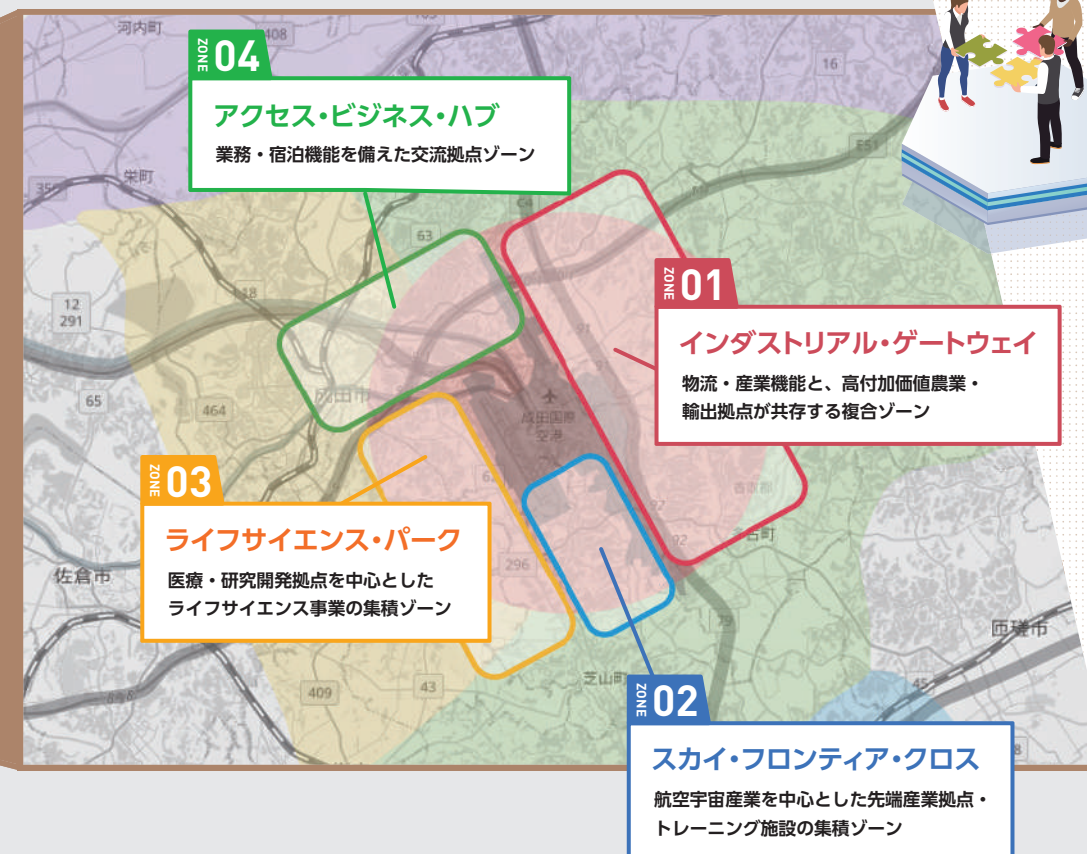 河内町
408
16
ZONE 04
アクセス・ビジネス・ハブ
業務・宿泊機能を備えた交流拠点ゾーン
E51
栄町
C4
63
ZONE 01
インダストリアル・ゲートウェイ
物流・産業機能と、高付加価値農業・
輸出拠点が共存する複合ゾーン
12
291
91
65
464
成田国際
空港
ZONE 03
ライフサイエンス・パーク
医療・研究開発拠点を中心とした
ライフサイエンス事業の集積ゾーン
香取郡
97
92
296
佐倉市
79
匝瑳市
芝山町
409
43
45
ZONE 02
スカイ・フロンティア・クロス
航空宇宙産業を中心とした先端産業拠点・
トレーニング施設の集積ゾーン